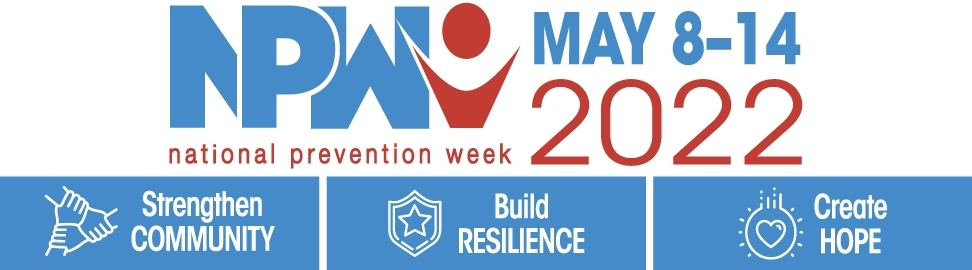 NPW
national prevention week
MAY 8–14
2022
Strengthen
COMMUNITY
Build
RESILIENCE
Create
HOPE